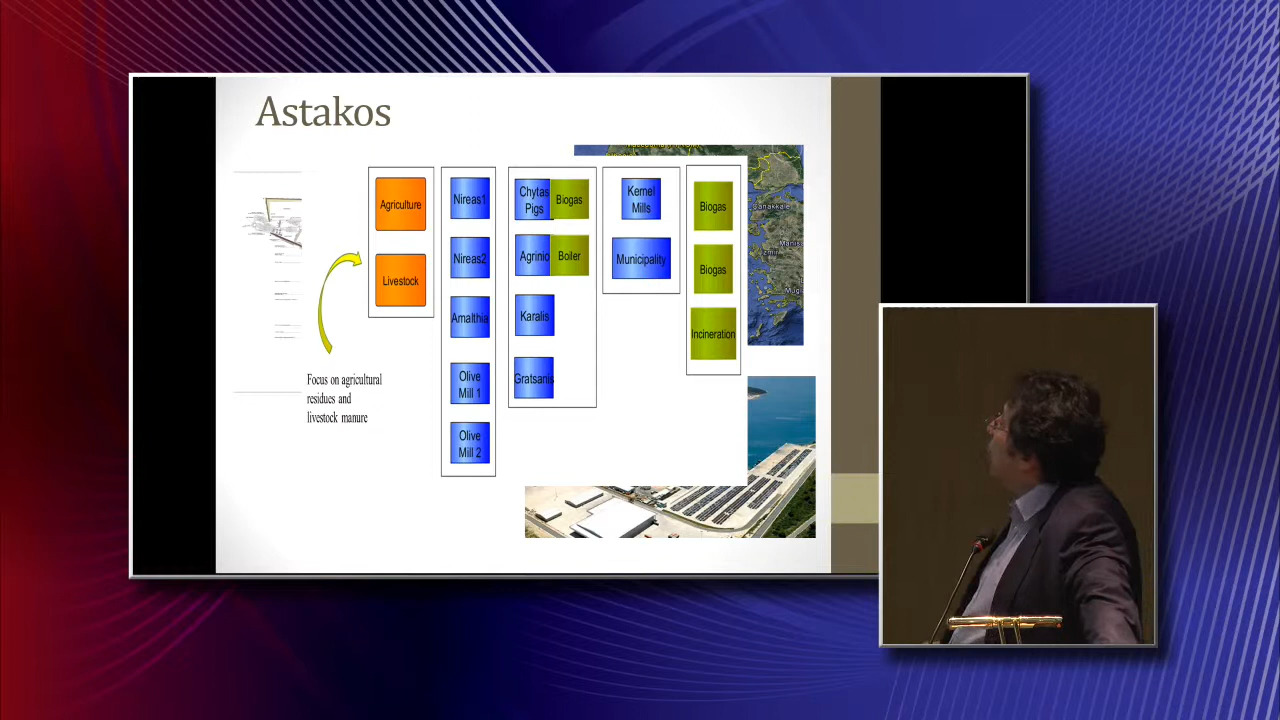 Astakos
Agriculture
Livestock
Focus on agricultural
residues and
livestock manure
Nireas1
Nireas2
Amalthia
Olive
Mill 1
Olive
Mill 2
Chytas
Pigs
Biogas
Agrinio
Boiler
Karalis
Gratsanis
Kernel
Mills
Municipality
Biogas
Biogas
Incineration
Çanakkale
Manisa
Izmir